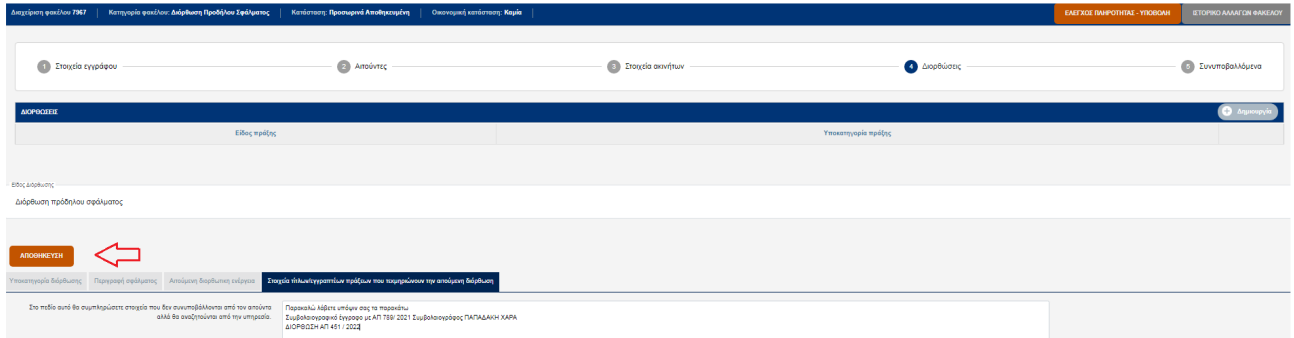 Διαχείριση φακέλου 7967 | Κατηγορία φακέλου: Διόρθωση Προδήλου Σφάλματος | Κατάσταση: Προσωρινά Αποθηκευμένη | Οικονομική κατάσταση: Καμία | ΕΛΕΓΧΟΣ ΠΛΗΡΟΤΗΤΑΣ - ΥΠΟΒΟΛΗ ΙΣΤΟΡΙΚΟ ΑΛΛΑΓΩΝ ΦΑΚΕΛΟΥ
1 Στοιχεία εγγράφου 2 Αιτούντες 3 Στοιχεία ακινήτων 4 Διορθώσεις 5 Συνυποβαλλόμενα
ΔΙΟΡΘΩΣΕΙΣ + Δημιουργία
Είδος πράξης Υποκατηγορία πράξης
Είδος Διόρθωσης
Διόρθωση πρόδηλου σφάλματος
ΑΠΟΘΗΚΕΥΣΗ
Υποκατηγορία διόρθωσης Περιγραφή σφάλματος Αιτούμενη διορθωτική ενέργεια Στοιχεία τίτλων/εγγραπτέων πράξεων που τεκμηριώνουν την αιτούμενη διόρθωση
Στο πεδίο αυτό θα συμπληρώσετε στοιχεία που δεν συνυποβάλλονται από τον αιτούντα
αλλά θα αναζητούνται από την υπηρεσία.
Παρακαλώ λάβετε υπόψιν σας τα παρακάτω
Συμβολαιογραφικό έγγραφο με ΑΠ 789/ 2021 Συμβολαιογράφος ΠΑΠΑΔΑΚΗ ΧΑΡΑ
ΔΙΟΡΘΩΣΗ ΑΠ 451 / 2022